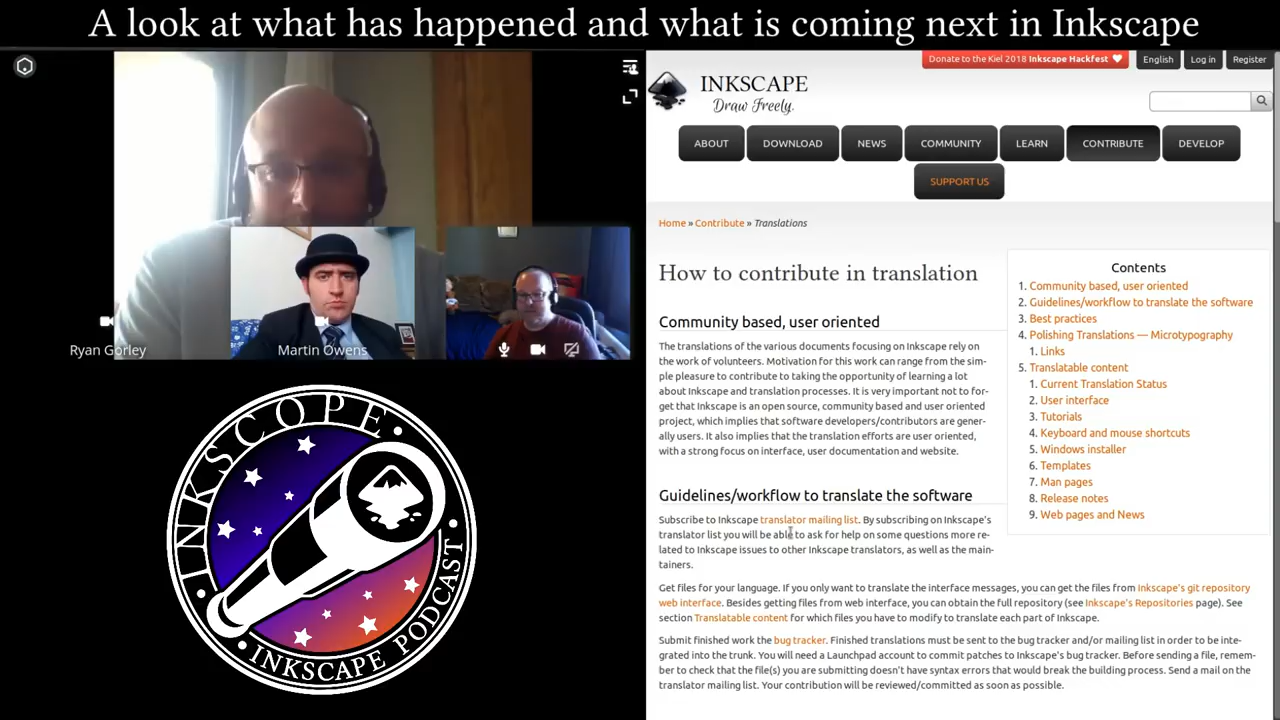 A look at what has happened and what is coming next in Inkscape
Ryan Gorley
Martin Owens
INKSCOPE
INKSCAPE PODCAST
Donate to the Kiel 2018 Inkscape Hackfest
English
Log in
Register
INKSCAPE
Draw Freely.
ABOUT
DOWNLOAD
NEWS
COMMUNITY
LEARN
CONTRIBUTE
DEVELOP
SUPPORT US
Home » Contribute » Translations
How to contribute in translation
Community based, user oriented
The translations of the various documents focusing on Inkscape rely on
the work of volunteers. Motivation for this work can range from the sim-
ple pleasure to contribute to taking the opportunity of learning a lot
about Inkscape and translation processes. It is very important not to for-
get that Inkscape is an open source, community based and user oriented
project, which implies that software developers/contributors are gener-
ally users. It also implies that the translation efforts are user oriented,
with a strong focus on interface, user documentation and website.
Guidelines/workflow to translate the software
Subscribe to Inkscape translator mailing list. By subscribing on Inkscape's
translator list you will be able to ask for help on some questions more re-
lated to Inkscape issues to other Inkscape translators, as well as the main-
tainers.
Get files for your language. If you only want to translate the interface messages, you can get the files from Inkscape's git repository
web interface. Besides getting files from web interface, you can obtain the full repository (see Inkscape's Repositories page). See
section Translatable content for which files you have to modify to translate each part of Inkscape.
Submit finished work the bug tracker. Finished translations must be sent to the bug tracker and/or mailing list in order to be inte-
grated into the trunk. You will need a Launchpad account to commit patches to Inkscape's bug tracker. Before sending a file, remem-
ber to check that the file(s) you are submitting doesn't have syntax errors that would break the building process. Send a mail on the
translator mailing list. Your contribution will be reviewed/committed as soon as possible.
Contents
1. Community based, user oriented
2. Guidelines/workflow to translate the software
3. Best practices
4. Polishing Translations — Microtypography
1. Links
5. Translatable content
1. Current Translation Status
2. User interface
3. Tutorials
4. Keyboard and mouse shortcuts
5. Windows installer
6. Templates
7. Man pages
8. Release notes
9. Web pages and News